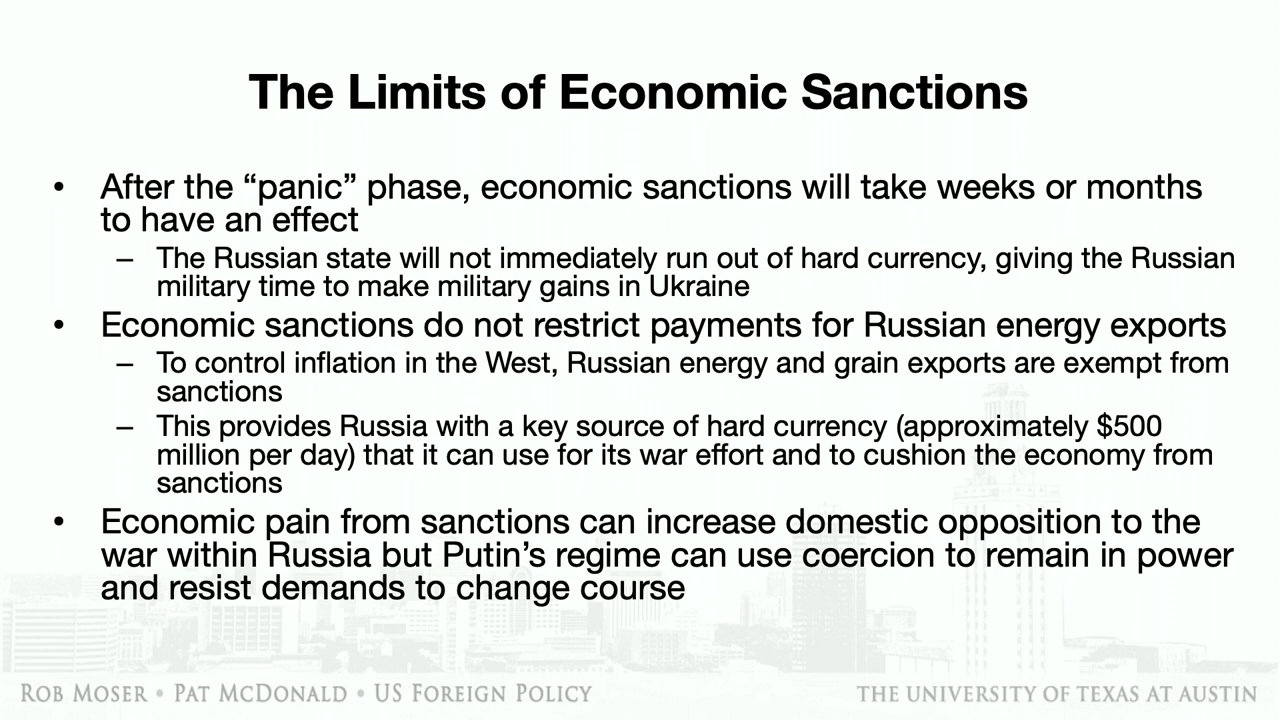 The Limits of Economic Sanctions
• After the “panic” phase, economic sanctions will take weeks or months
to have an effect
– The Russian state will not immediately run out of hard currency, giving the Russian
military time to make military gains in Ukraine
• Economic sanctions do not restrict payments for Russian energy exports
– To control inflation in the West, Russian energy and grain exports are exempt from
sanctions
– This provides Russia with a key source of hard currency (approximately $500
million per day) that it can use for its war effort and to cushion the economy from
sanctions
• Economic pain from sanctions can increase domestic opposition to the
war within Russia but Putin’s regime can use coercion to remain in power
and resist demands to change course
ROB MOSER • PAT MCDONALD • US FOREIGN POLICY
THE UNIVERSITY OF TEXAS AT AUSTIN